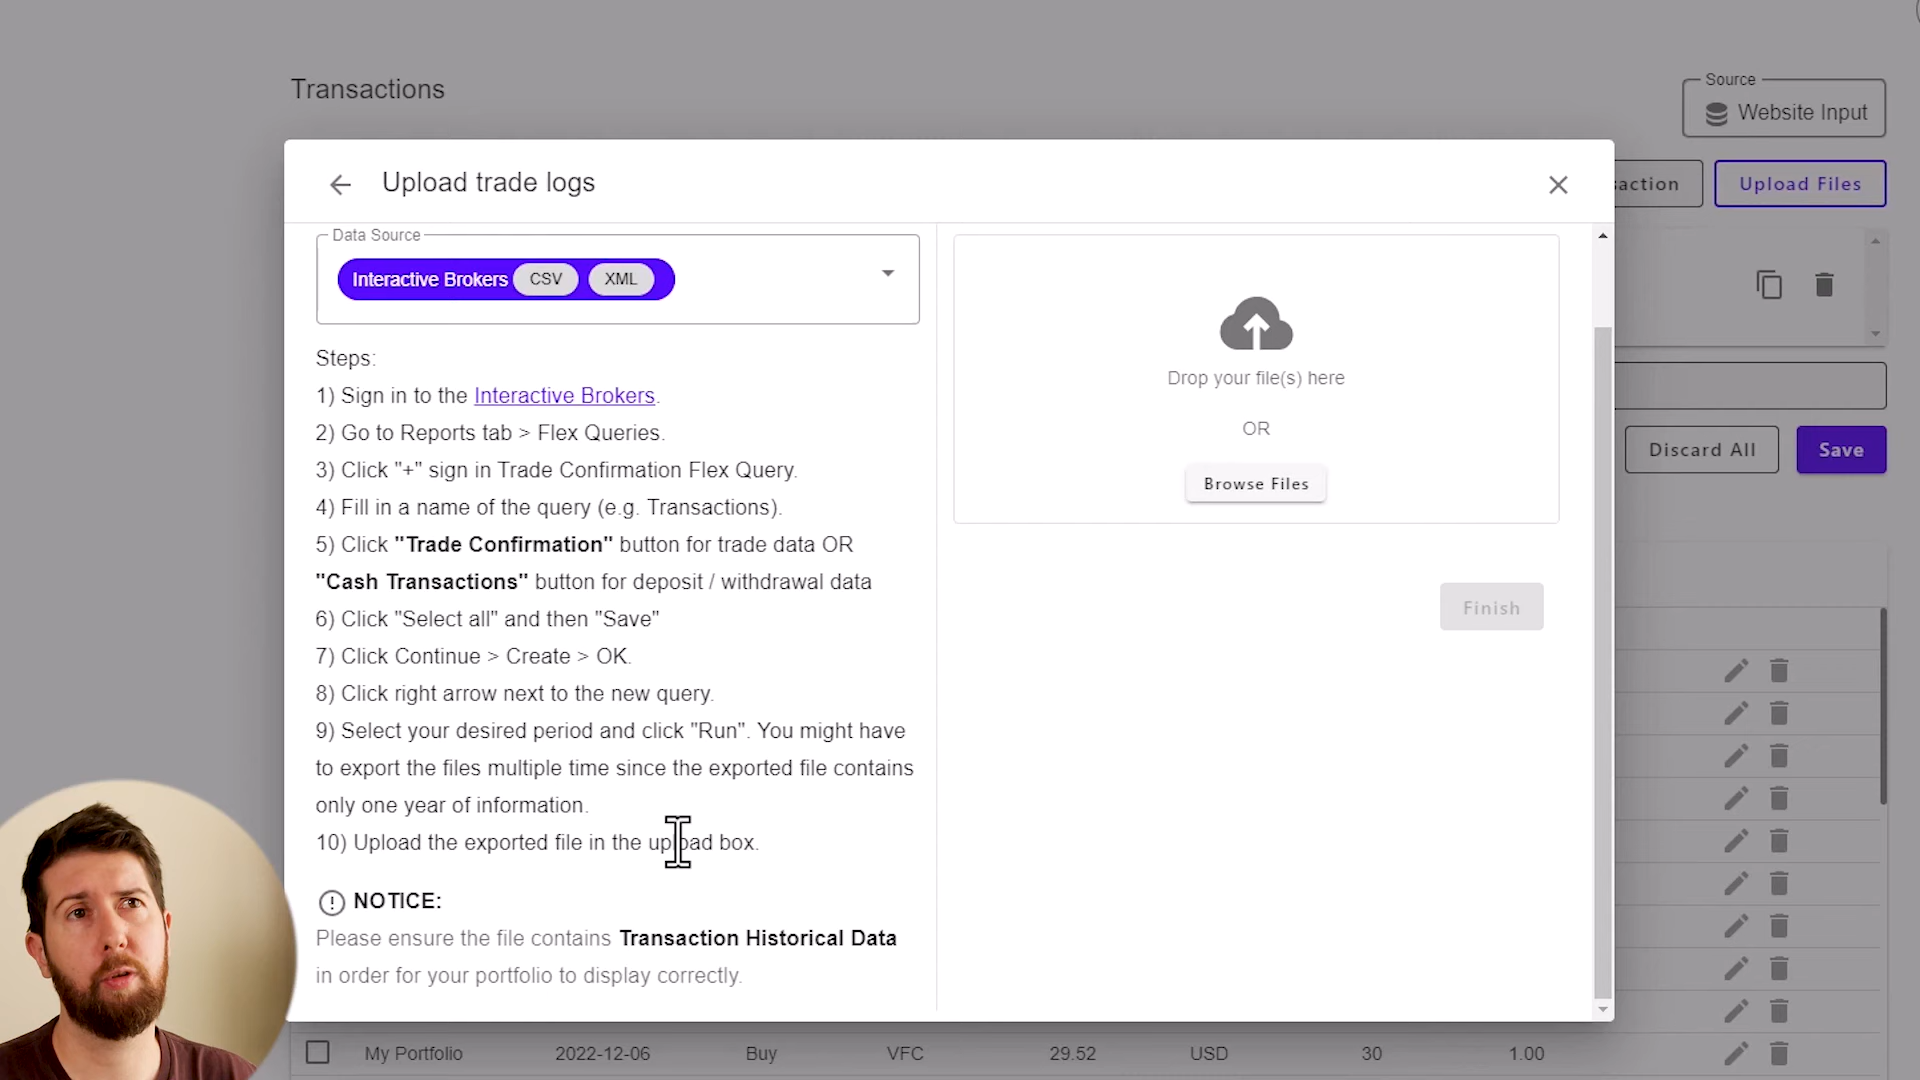 Transactions
Source
Website Input
Upload trade logs
saction
Upload Files
Data Source
Interactive Brokers CSV XML
Steps:
1) Sign in to the Interactive Brokers.
2) Go to Reports tab > Flex Queries.
3) Click "+" sign in Trade Confirmation Flex Query.
4) Fill in a name of the query (e.g. Transactions).
5) Click "Trade Confirmation" button for trade data OR
"Cash Transactions" button for deposit / withdrawal data
6) Click "Select all" and then "Save"
7) Click Continue > Create > OK.
8) Click right arrow next to the new query.
9) Select your desired period and click "Run". You might have
to export the files multiple time since the exported file contains
only one year of information.
10) Upload the exported file in the upload box.
NOTICE:
Please ensure the file contains Transaction Historical Data
in order for your portfolio to display correctly.
Drop your file(s) here
OR
Browse Files
Finish
Discard All
Save
My Portfolio 2022-12-06 Buy VFC 29.52 USD 30 1.00